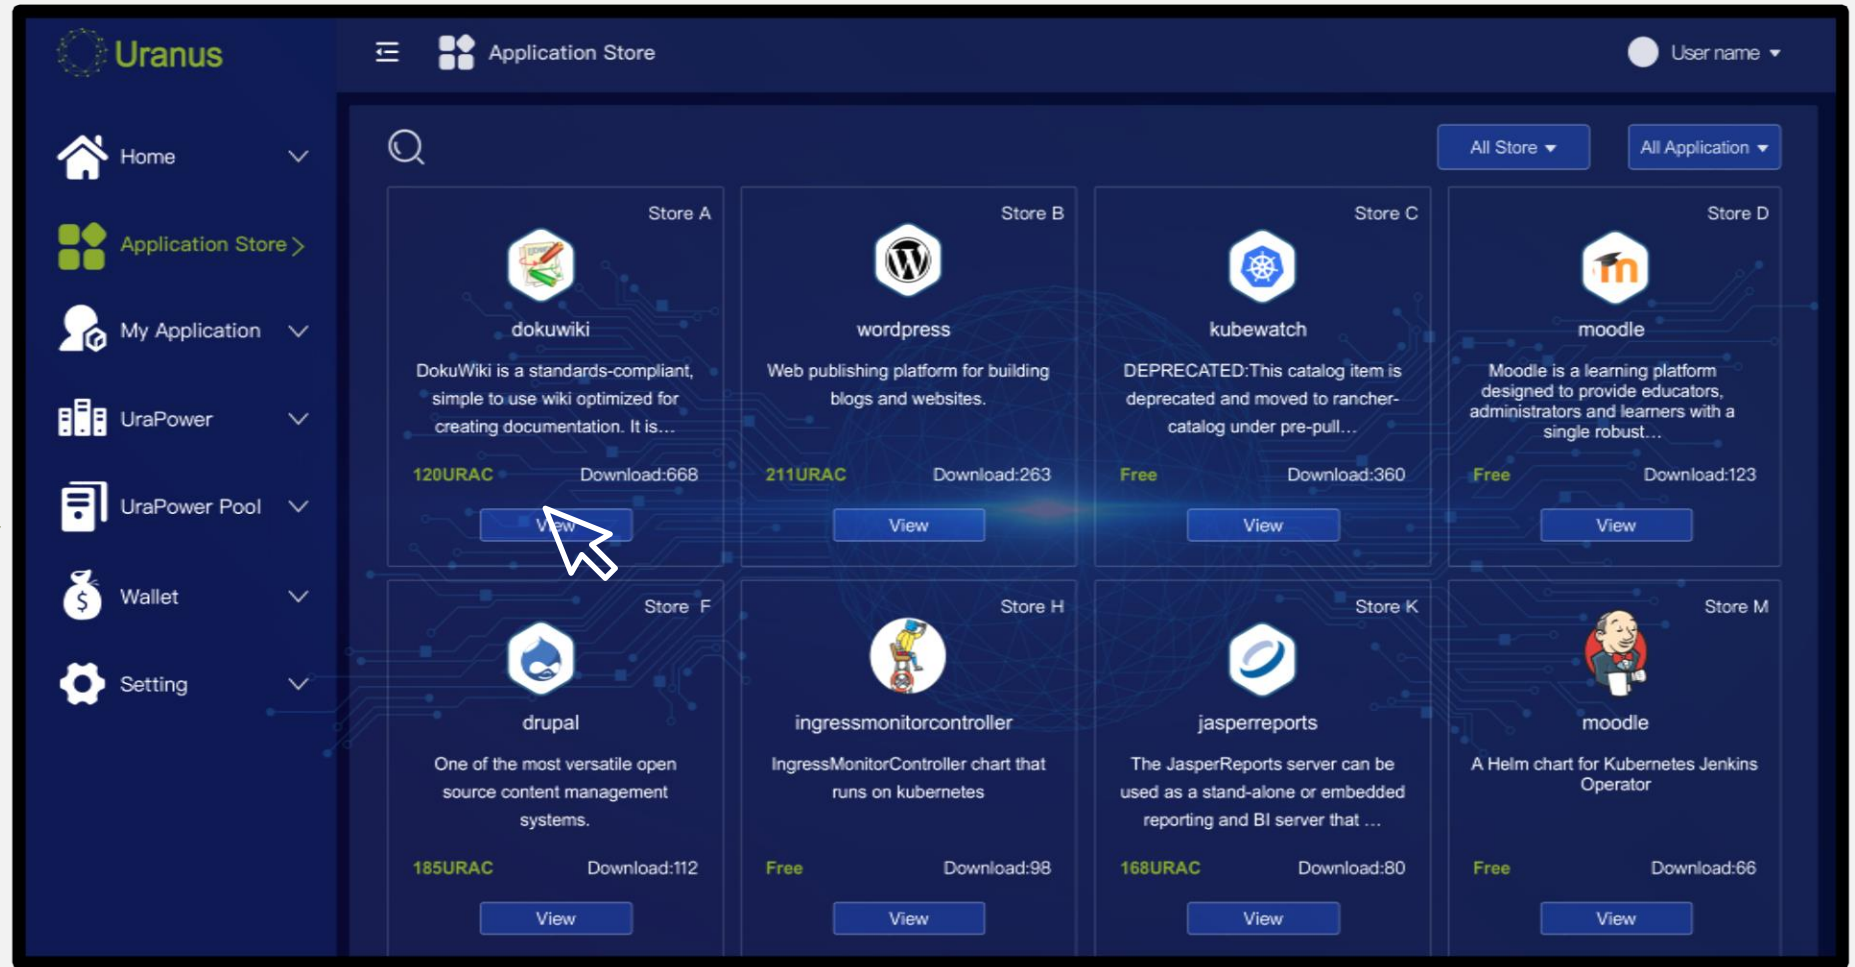 Uranus
Application Store
User name
Home
Application Store
My Application
UraPower
UraPower Pool
Wallet
Setting
All Store
All Application
Store A
dokuwiki
DokuWiki is a standards-compliant,
simple to use wiki optimized for
creating documentation. It is...
120URAC Download:668
View
Store B
wordpress
Web publishing platform for building
blogs and websites.
211URAC Download:263
View
Store C
kubewatch
DEPRECATED:This catalog item is
deprecated and moved to rancher-
catalog under pre-pull...
Free Download:360
View
Store D
moodle
Moodle is a learning platform
designed to provide educators,
administrators and learners with a
single robust...
Free Download:123
View
Store F
drupal
One of the most versatile open
source content management
systems.
185URAC Download:112
View
Store H
ingressmonitorcontroller
IngressMonitorController chart that
runs on kubernetes
Free Download:98
View
Store K
jasperreports
The JasperReports server can be
used as a stand-alone or embedded
reporting and BI server that ...
168URAC Download:80
View
Store M
moodle
A Helm chart for Kubernetes Jenkins
Operator
Free Download:66
View